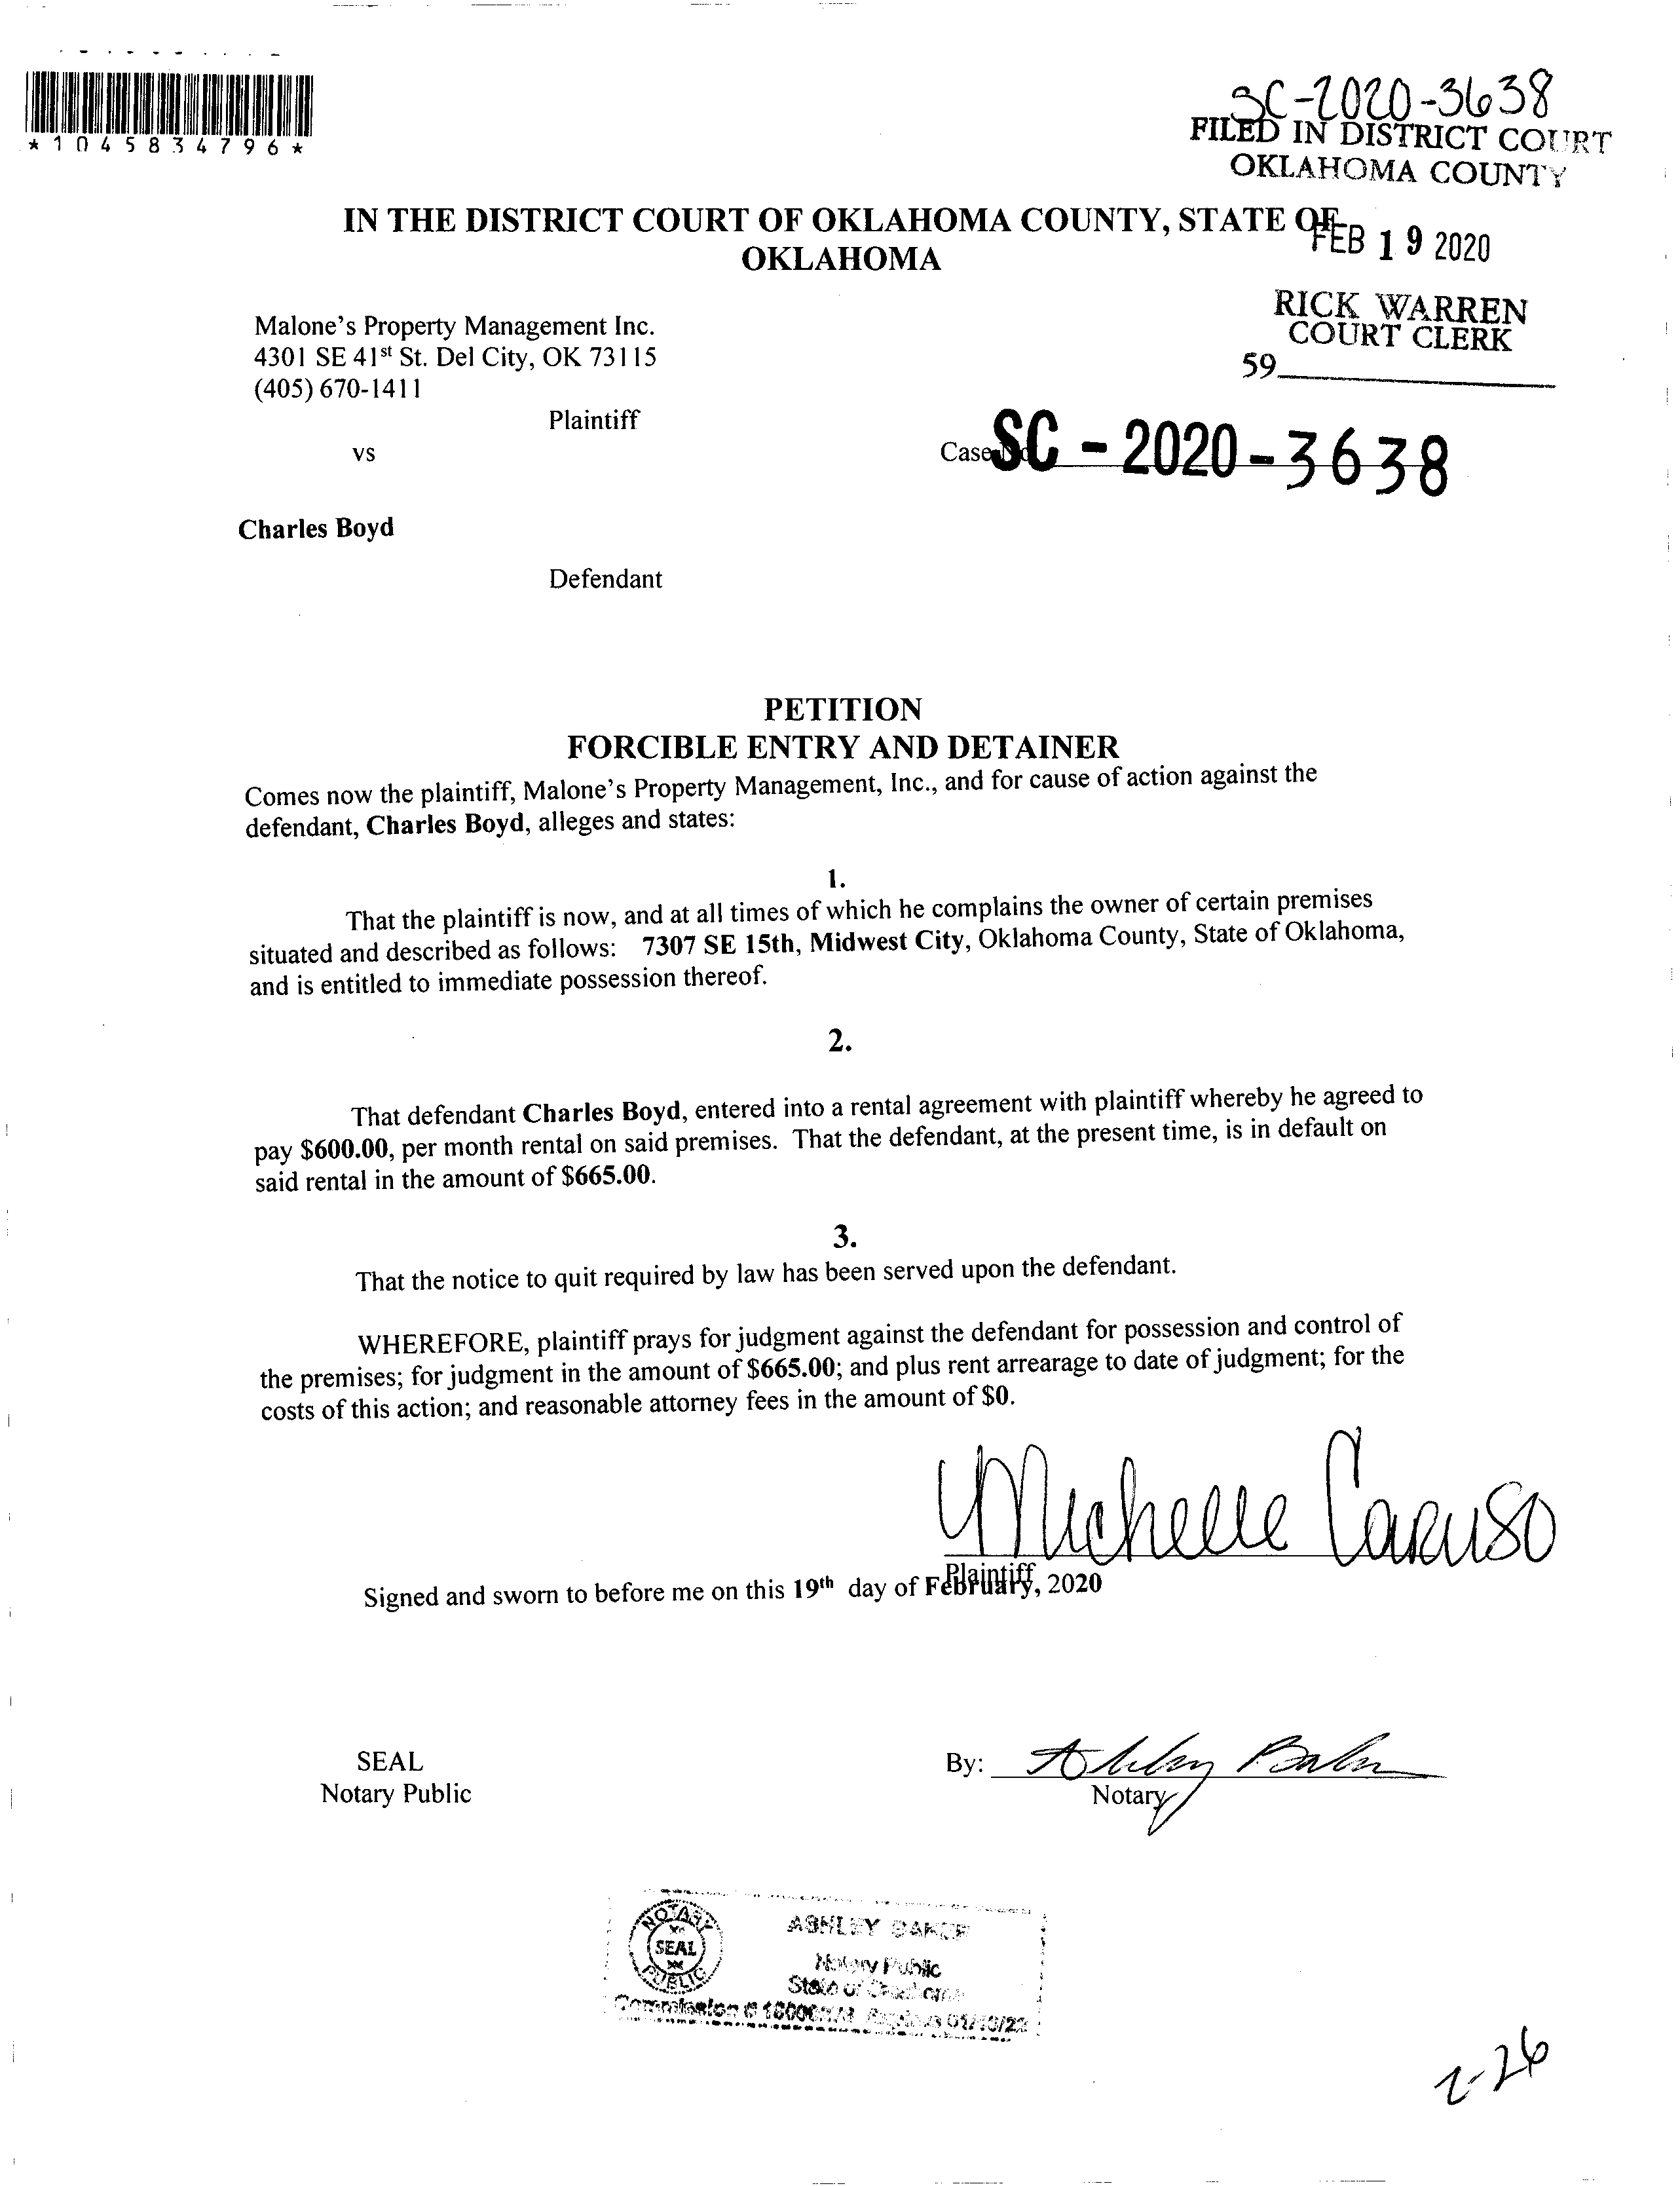 *1045834796*
SC-2020-3638
FILED IN DISTRICT COURT
OKLAHOMA COUNTY
IN THE DISTRICT COURT OF OKLAHOMA COUNTY, STATE OF
OKLAHOMA
FEB 19 2020
RICK WARREN
COURT CLERK
59
Malone's Property Management Inc.
4301 SE 41st St. Del City, OK 73115
(405) 670-1411
Plaintiff
vs
Case No SC - 2020 - 3638
Charles Boyd
Defendant
PETITION
FORCIBLE ENTRY AND DETAINER
Comes now the plaintiff, Malone's Property Management, Inc., and for cause of action against the
defendant, Charles Boyd, alleges and states:
1.
That the plaintiff is now, and at all times of which he complains the owner of certain premises
situated and described as follows: 7307 SE 15th, Midwest City, Oklahoma County, State of Oklahoma,
and is entitled to immediate possession thereof.
2.
That defendant Charles Boyd, entered into a rental agreement with plaintiff whereby he agreed to
pay $600.00, per month rental on said premises. That the defendant, at the present time, is in default on
said rental in the amount of $665.00.
3.
That the notice to quit required by law has been served upon the defendant.
WHEREFORE, plaintiff prays for judgment against the defendant for possession and control of
the premises; for judgment in the amount of $665.00; and plus rent arrearage to date of judgment; for the
costs of this action; and reasonable attorney fees in the amount of $0.
Michelle Caruso
Plaintiff
Signed and sworn to before me on this 19th day of February, 2020
SEAL
Notary Public
By: Ashley Baker
Notary
NOTARY
SEAL
PUBLIC
ASHLEY BAKER
Notary Public
State of Oklahoma
Commission #
2-26